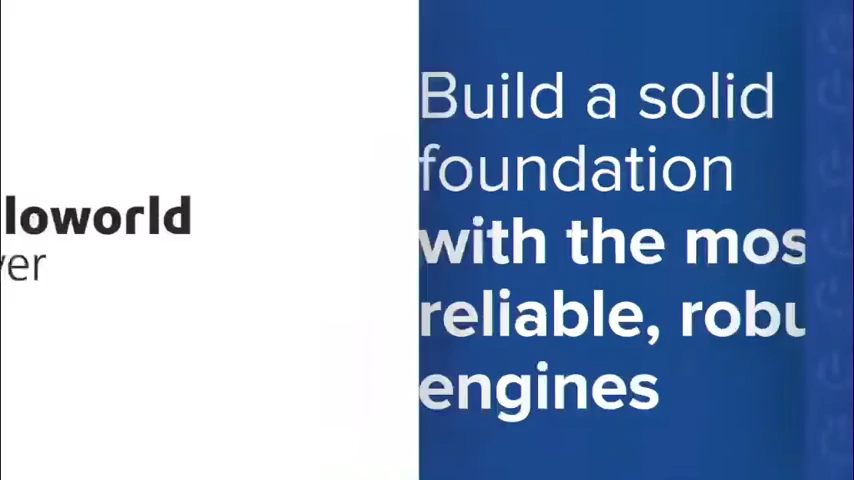 loworld
ver
Build a solid
foundation
with the mos
reliable, robu
engines